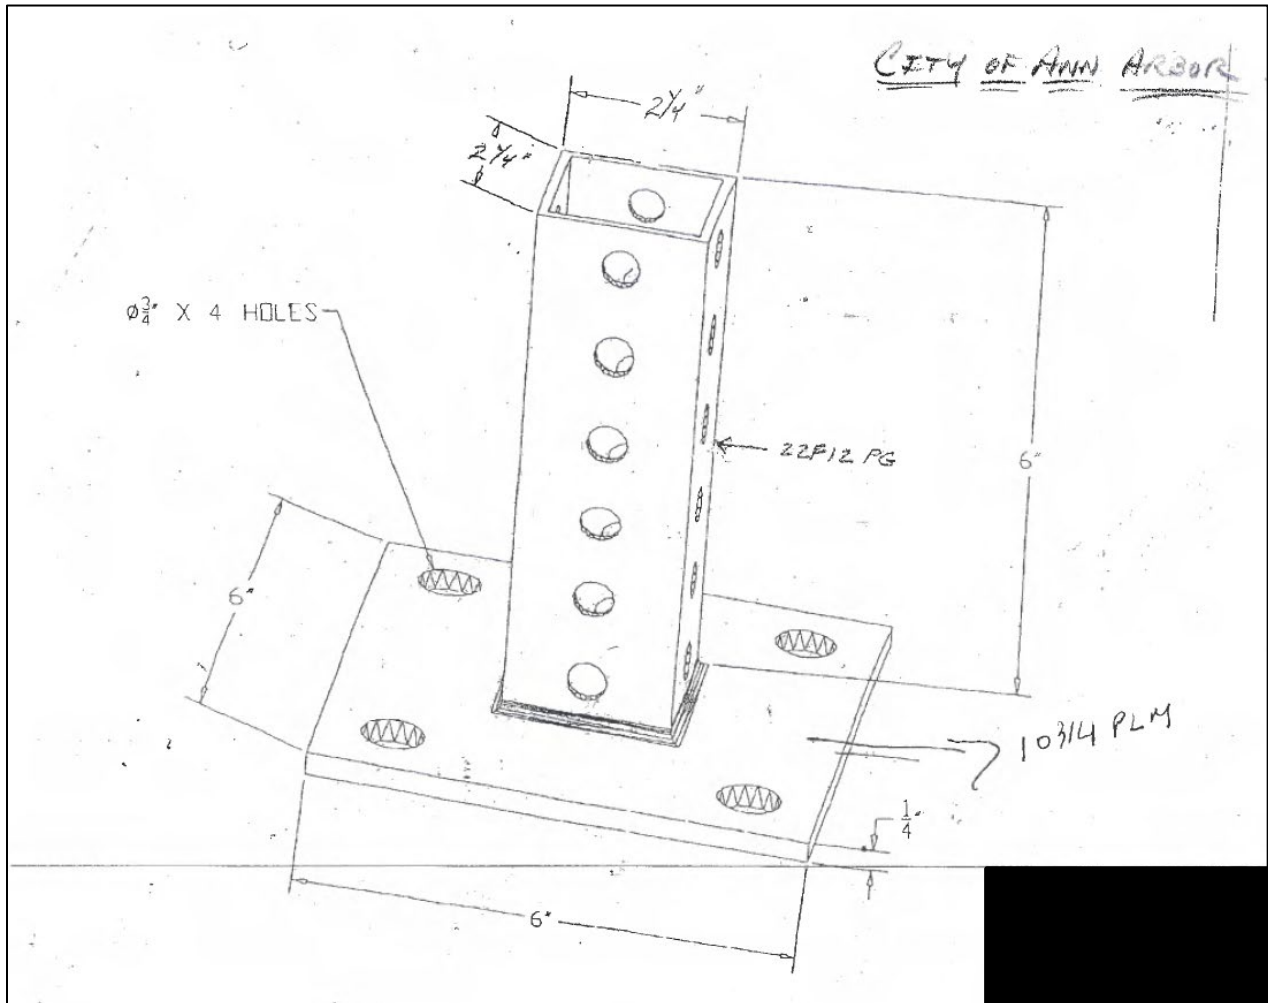 CITY OF ANN ARBOR
2 1/4"
2 1/4"
Ø3/4" X 4 HOLES
22F12 PG
6"
6"
10314 PLM
1/4"
6"